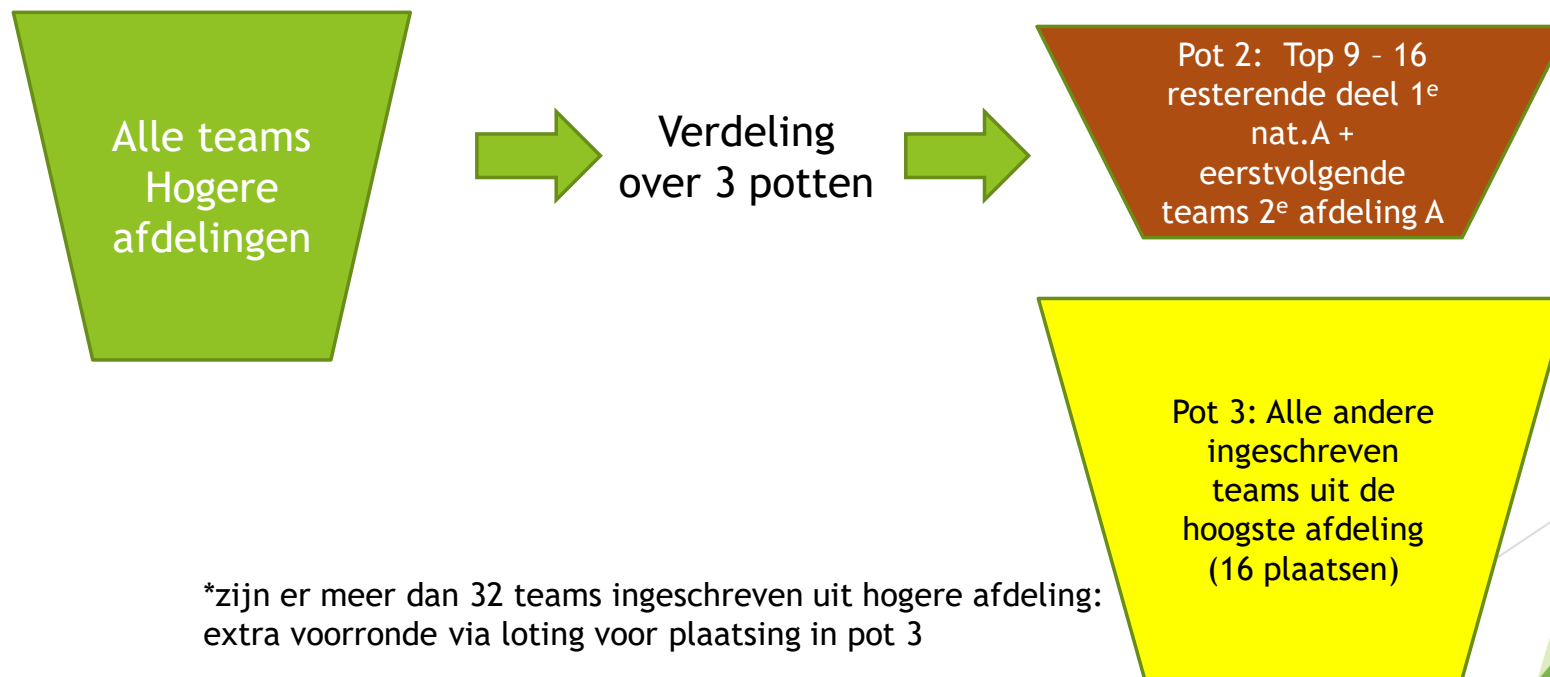 Alle teams
Hogere
afdelingen
Verdeling
over 3 potten
Pot 2:  Top 9 – 16
resterende deel 1e
nat.A +
eerstvolgende
teams 2e afdeling A
Pot 3: Alle andere
ingeschreven
teams uit de
hoogste afdeling
(16 plaatsen)
*zijn er meer dan 32 teams ingeschreven uit hogere afdeling:
extra voorronde via loting voor plaatsing in pot 3